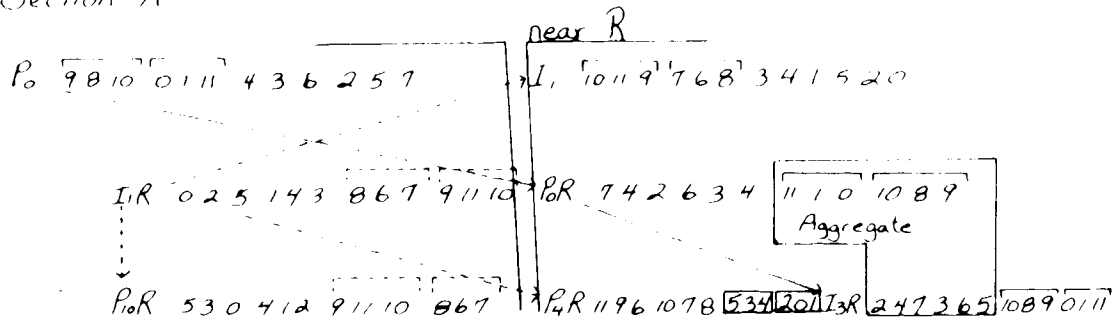 Section A
near R
P0 9 8 10 0 1 11 4 3 6 2 5 7 I1 10 11 9 7 6 8 3 4 1 5 2 0
I1R 0 2 5 1 4 3 8 6 7 9 11 10 P0R 7 4 2 6 3 4 11 1 0 10 8 9
Aggregate
P10R 5 3 0 4 1 2 9 11 10 8 6 7 P4R 11 9 6 10 7 8 5 3 4 2 0 1 I3R 2 4 7 3 6 5 10 8 9 0 1 11